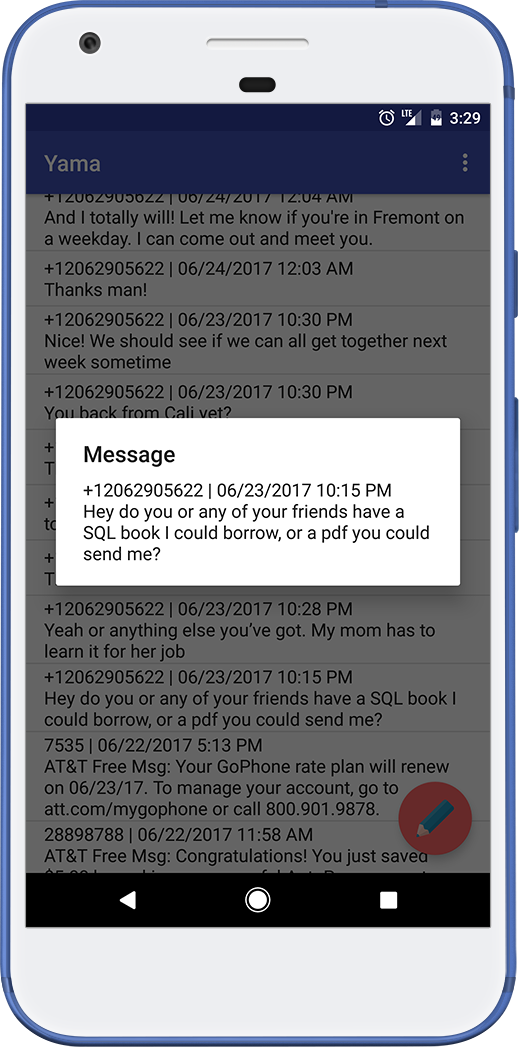 LTE
3:29
Yama
+12062905622 | 06/24/2017 12:04 AM
And I totally will! Let me know if you're in Fremont on
a weekday. I can come out and meet you.
+12062905622 | 06/24/2017 12:03 AM
Thanks man!
+12062905622 | 06/23/2017 10:30 PM
Nice! We should see if we can all get together next
week sometime
+12062905622 | 06/23/2017 10:30 PM
You back from Cali yet?
Message
+12062905622 | 06/23/2017 10:15 PM
Hey do you or any of your friends have a
SQL book I could borrow, or a pdf you could
send me?
+12062905622 | 06/23/2017 10:28 PM
Yeah or anything else you’ve got. My mom has to
learn it for her job
+12062905622 | 06/23/2017 10:15 PM
Hey do you or any of your friends have a SQL book I
could borrow, or a pdf you could send me?
7535 | 06/22/2017 5:13 PM
AT&T Free Msg: Your GoPhone rate plan will renew
on 06/23/17. To manage your account, go to
att.com/mygophone or call 800.901.9878.
28898788 | 06/22/2017 11:58 AM
AT&T Free Msg: Congratulations! You just saved